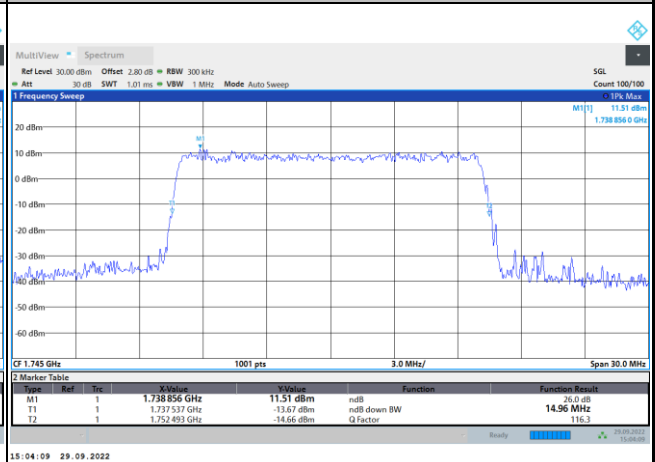 MultiView Spectrum
Ref Level 30.00 dBm Offset 2.80 dB RBW 300 kHz SGL
Att 30 dB SWT 1.01 ms VBW 1 MHz Mode Auto Sweep Count 100/100
1 Frequency Sweep 1Pk Max
M1[1] 11.51 dBm
1.738 856 0 GHz
20 dBm
M1
10 dBm
0 dBm
-10 dBm
-20 dBm
-30 dBm
-40 dBm
-50 dBm
-60 dBm
CF 1.745 GHz 1001 pts 3.0 MHz/ Span 30.0 MHz
2 Marker Table
Type Ref Trc X-Value Y-Value Function Function Result
M1 1 1.738 856 GHz 11.51 dBm ndB 26.0 dB
T1 1 1.737 537 GHz -13.67 dBm ndB down BW 14.96 MHz
T2 1 1.752 493 GHz -14.66 dBm Q Factor 116.3
Ready 29.09.2022
15:04:09
15:04:09 29.09.2022